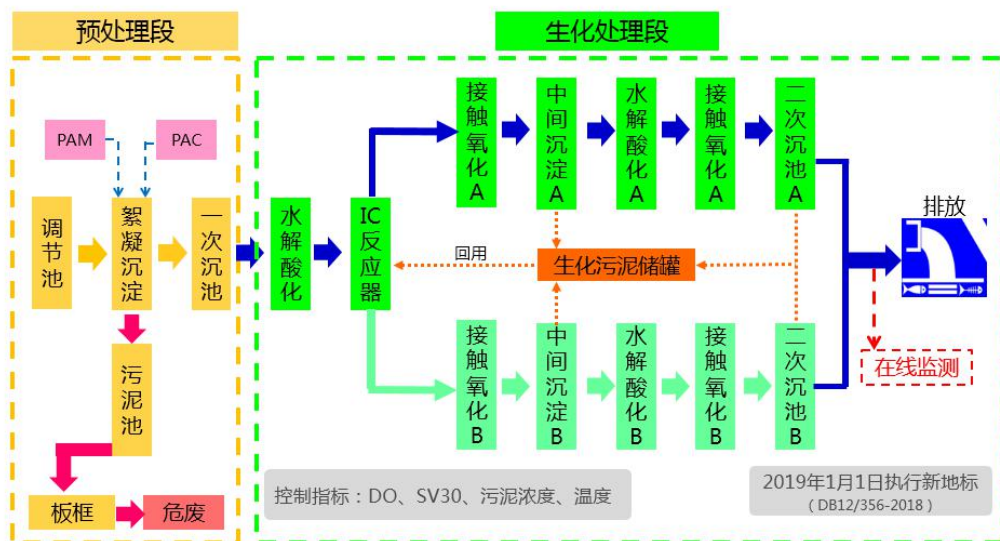 预处理段
生化处理段
PAM
PAC
调节池
絮凝沉淀
一次沉池
污泥池
板框
危废
水解酸化
IC反应器
接触氧化A
中间沉淀A
水解酸化A
接触氧化A
二次沉池A
回用
生化污泥储罐
接触氧化B
中间沉淀B
水解酸化B
接触氧化B
二次沉池B
排放
在线监测
控制指标：DO、SV30、污泥浓度、温度
2019年1月1日执行新地标
（DB12/356-2018）